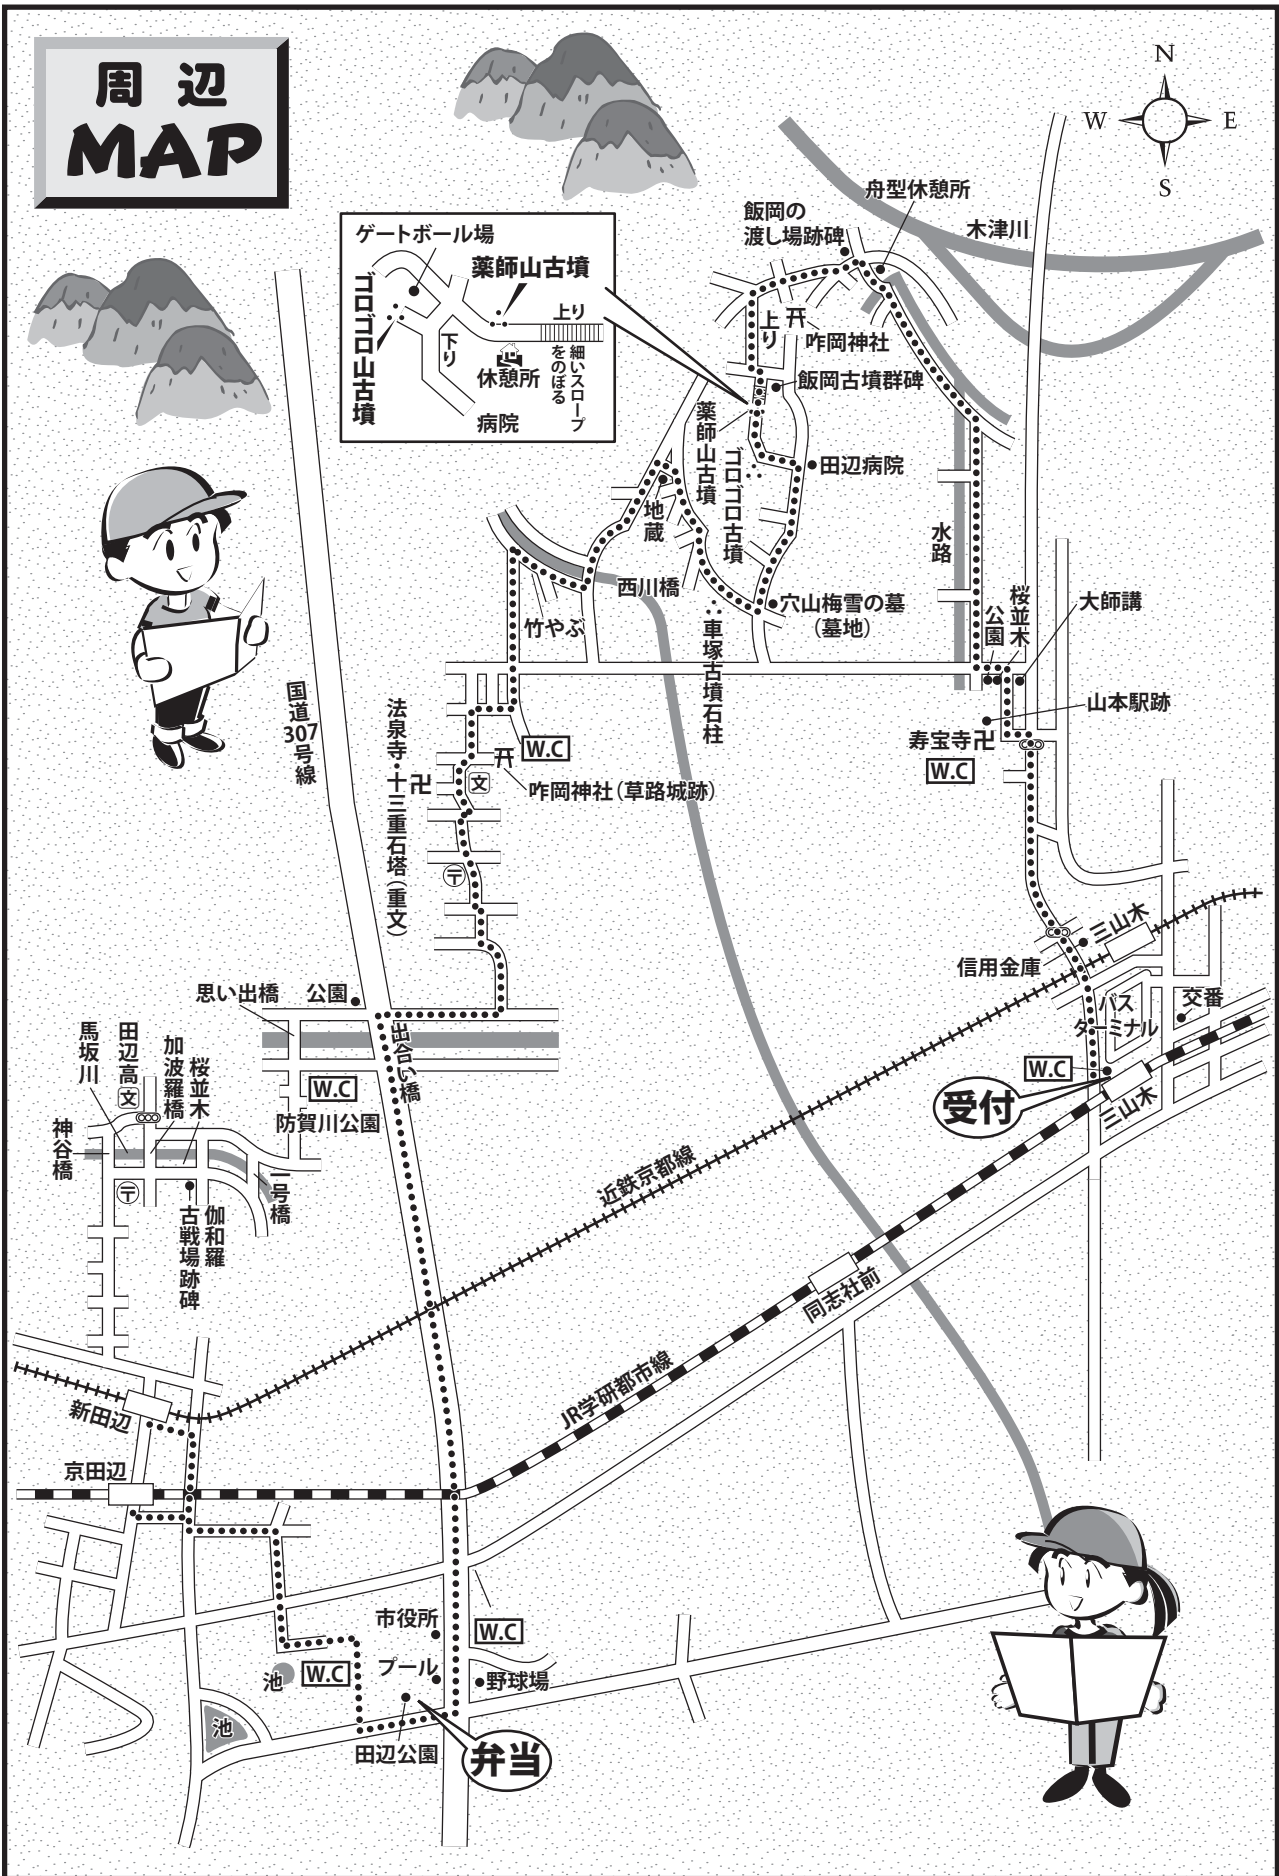 周辺
MAP
N
W
E
S
舟型休憩所
飯岡の
渡し場跡碑
木津川
ゲートボール場
薬師山古墳
ゴロゴロ山古墳
上り
下り
休憩所
細いスロープ
をのぼる
病院
上り
咋岡神社
飯岡古墳群碑
薬師山古墳
ゴロゴロ古墳
田辺病院
地蔵
水路
西川橋
穴山梅雪の墓
(墓地)
竹やぶ
車塚古墳石柱
公園
桜並木
大師講
山本駅跡
寿宝寺
W.C
国道
307
号線
法泉寺・十三重石塔(重文)
W.C
文
咋岡神社(草路城跡)
〒
三山木
信用金庫
バス
ターミナル
交番
W.C
受付
三山木
思い出橋
公園
出合い橋
馬坂川
田辺高
文
加波羅橋
桜並木
W.C
防賀川公園
神谷橋
〒
一号橋
伽和羅
古戦場跡碑
近鉄京都線
同志社前
JR学研都市線
新田辺
京田辺
市役所
W.C
プール
池
W.C
野球場
池
田辺公園
弁当